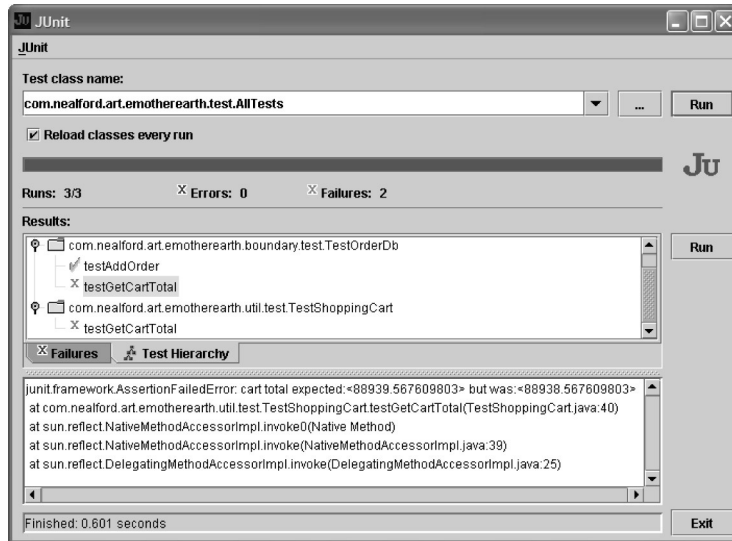 Ju JUnit
JUnit
Test class name:
com.nealford.art.emotherearth.test.AllTests
...
Run
Reload classes every run
Ju
Runs: 3/3 X Errors: 0 X Failures: 2
Results:
com.nealford.art.emotherearth.boundary.test.TestOrderDb
Run
testAddOrder
X testGetCartTotal
com.nealford.art.emotherearth.util.test.TestShoppingCart
X testGetCartTotal
X Failures Test Hierarchy
junit.framework.AssertionFailedError: cart total expected:<88939.567609803> but was:<88938.567609803>
at com.nealford.art.emotherearth.util.test.TestShoppingCart.testGetCartTotal(TestShoppingCart.java:40)
at sun.reflect.NativeMethodAccessorImpl.invoke0(Native Method)
at sun.reflect.NativeMethodAccessorImpl.invoke(NativeMethodAccessorImpl.java:39)
at sun.reflect.DelegatingMethodAccessorImpl.invoke(DelegatingMethodAccessorImpl.java:25)
Finished: 0.601 seconds
Exit